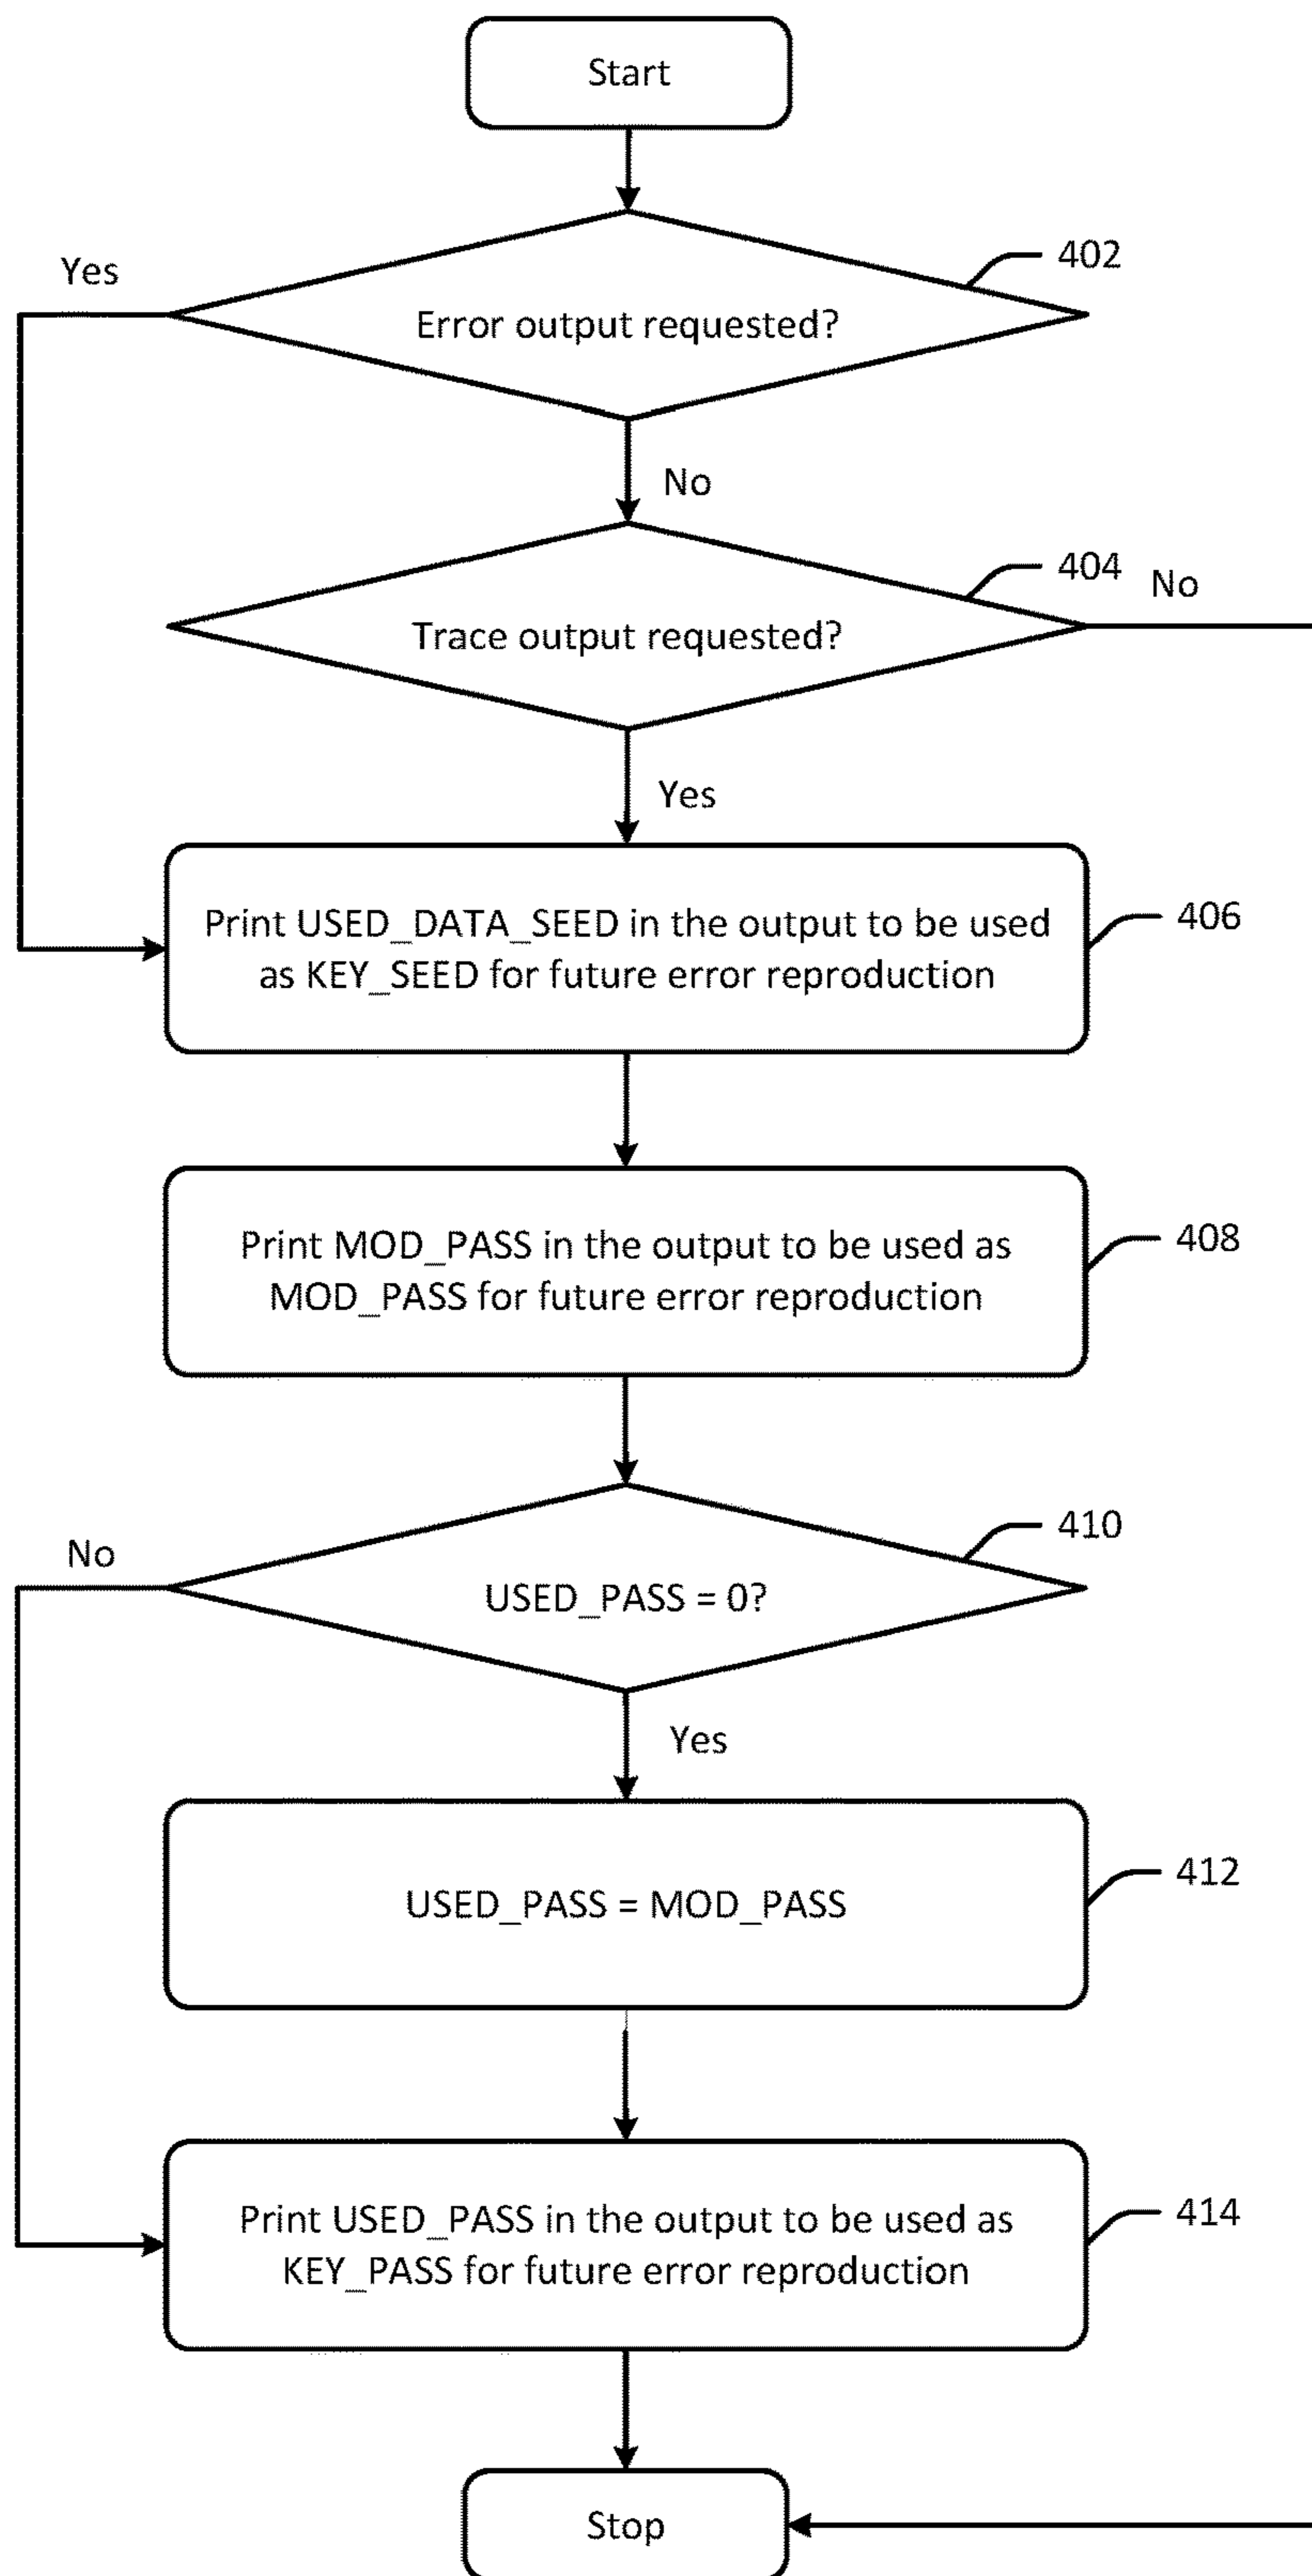 Start
402
Yes
Error output requested?
No
404
No
Trace output requested?
Yes
406
Print USED_DATA_SEED in the output to be used
as KEY_SEED for future error reproduction
408
Print MOD_PASS in the output to be used as
MOD_PASS for future error reproduction
410
No
USED_PASS = 0?
Yes
412
USED_PASS = MOD_PASS
414
Print USED_PASS in the output to be used as
KEY_PASS for future error reproduction
Stop